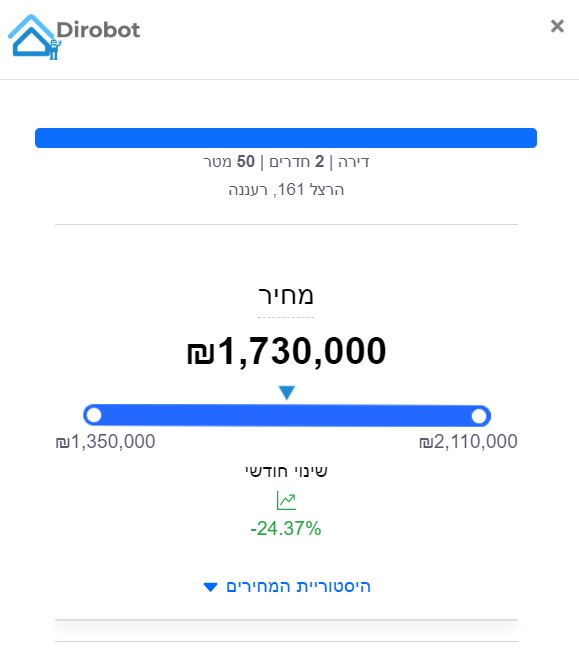 Dirobot
×
דירה | 2 חדרים | 50 מטר
הרצל 161, רעננה
מחיר
₪1,730,000
₪1,350,000
₪2,110,000
שינוי חודשי
-24.37%
היסטוריית המחירים